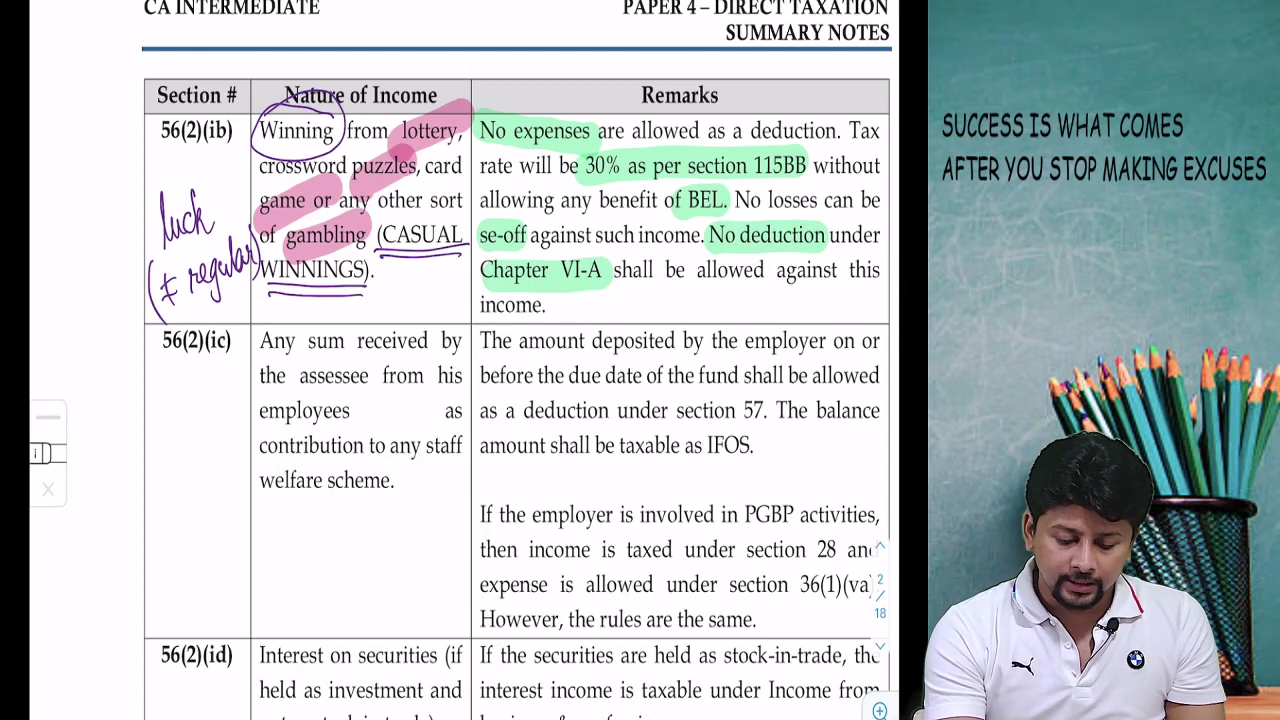 CA INTERMEDIATE
PAPER 4 – DIRECT TAXATION
SUMMARY NOTES
Section #
Nature of Income
Remarks
56(2)(ib)
Winning from lottery,
crossword puzzles, card
game or any other sort
of gambling (CASUAL
WINNINGS).
No expenses are allowed as a deduction. Tax
rate will be 30% as per section 115BB without
allowing any benefit of BEL. No losses can be
se-off against such income. No deduction under
Chapter VI-A shall be allowed against this
income.
luck
(≠ regular)
56(2)(ic)
Any sum received by
the assessee from his
employees as
contribution to any staff
welfare scheme.
The amount deposited by the employer on or
before the due date of the fund shall be allowed
as a deduction under section 57. The balance
amount shall be taxable as IFOS.
If the employer is involved in PGBP activities,
then income is taxed under section 28 and
expense is allowed under section 36(1)(va)
However, the rules are the same.
56(2)(id)
Interest on securities (if
held as investment and
If the securities are held as stock-in-trade, the
interest income is taxable under Income from
2
/
18
SUCCESS IS WHAT COMES
AFTER YOU STOP MAKING EXCUSES